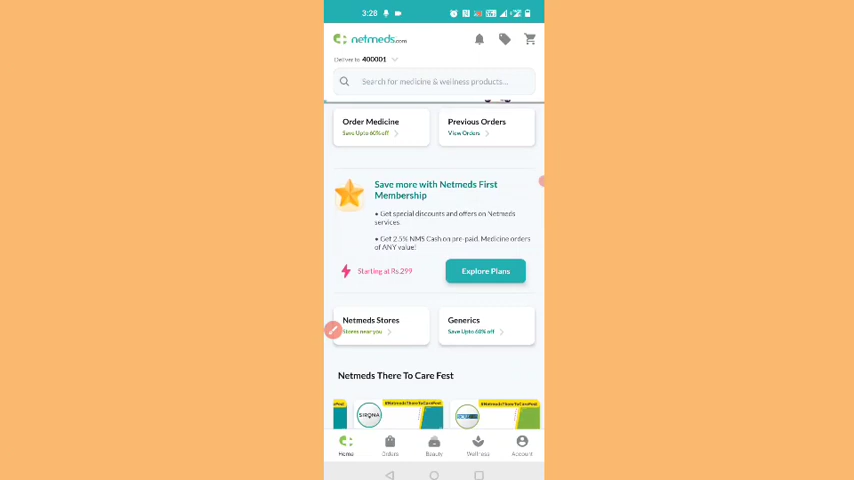 3:28
netmeds.com
Deliver to 400001
Search for medicine & wellness products...
Order Medicine
Save Upto 60% off
Previous Orders
View Orders
Save more with Netmeds First
Membership
• Get special discounts and offers on Netmeds
services.
• Get 2.5% NMS Cash on pre-paid, Medicine orders
of ANY value!
Starting at Rs.299
Explore Plans
Netmeds Stores
Stores near you
Generics
Save Upto 60% off
Netmeds There To Care Fest
#NetmedsThereToCareFest
SIRONA
#NetmedsThereToCareFest
Home
Orders
Beauty
Wellness
Account